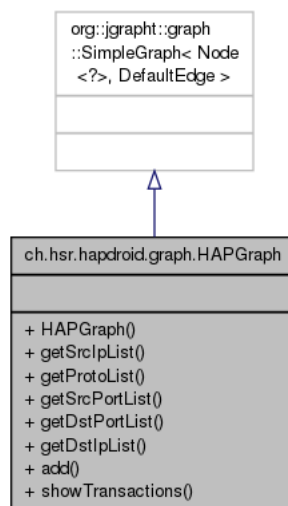 org::jgrapht::graph
::SimpleGraph< Node
<?>, DefaultEdge >
ch.hsr.hapdroid.graph.HAPGraph
+ HAPGraph()
+ getSrcIpList()
+ getProtoList()
+ getSrcPortList()
+ getDstPortList()
+ getDstIpList()
+ add()
+ showTransactions()